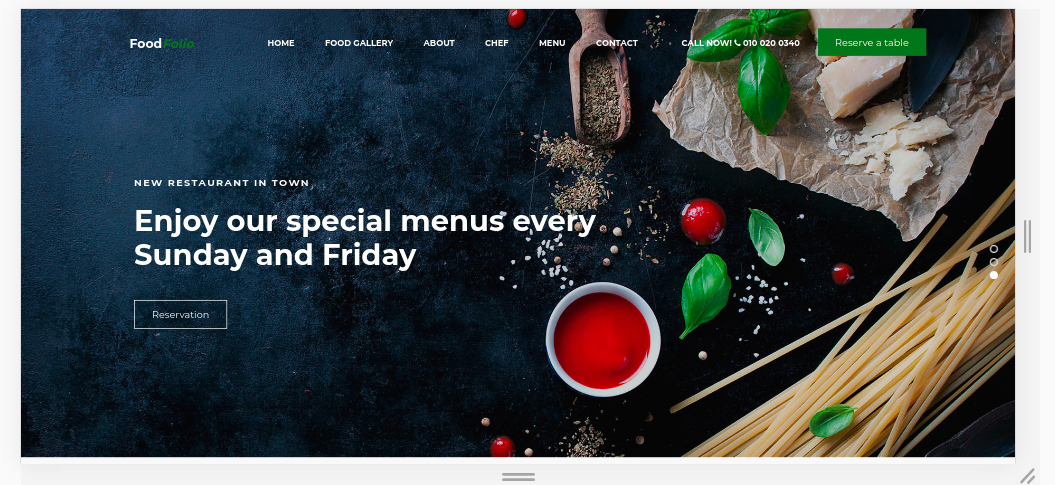 FoodFolio HOME FOOD GALLERY ABOUT CHEF MENU CONTACT CALL NOW! 010 020 0340 Reserve a table
NEW RESTAURANT IN TOWN
Enjoy our special menus every
Sunday and Friday
Reservation